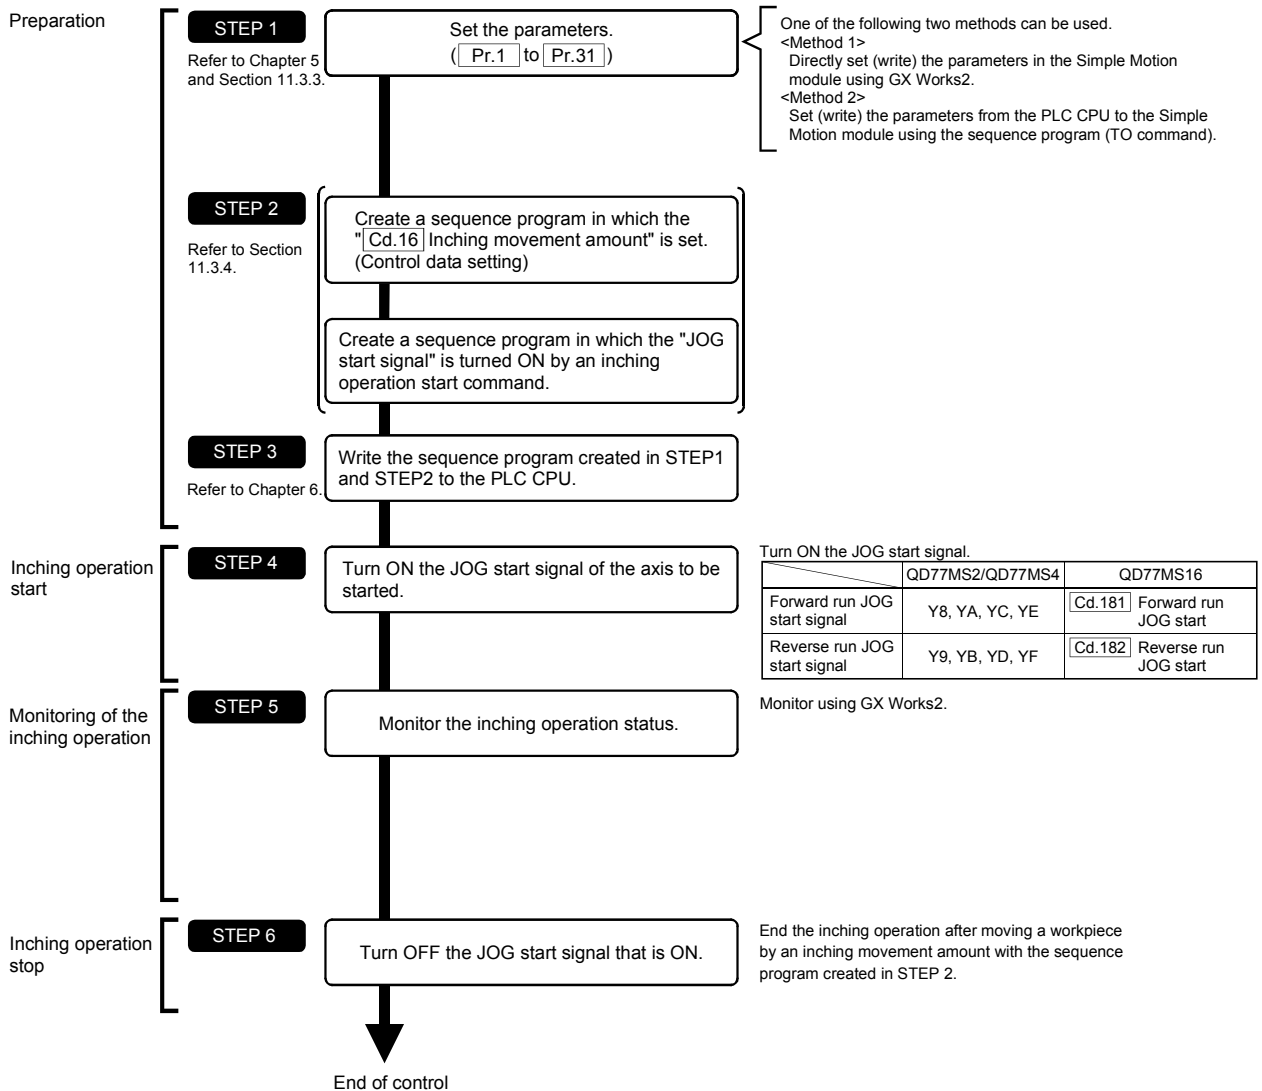 Preparation
STEP 1
Refer to Chapter 5
and Section 11.3.3.
Set the parameters.
( Pr.1 to Pr.31 )
One of the following two methods can be used.
<Method 1>
Directly set (write) the parameters in the Simple Motion
module using GX Works2.
<Method 2>
Set (write) the parameters from the PLC CPU to the Simple
Motion module using the sequence program (TO command).
STEP 2
Refer to Section
11.3.4.
Create a sequence program in which the
" Cd.16 Inching movement amount" is set.
(Control data setting)
Create a sequence program in which the "JOG
start signal" is turned ON by an inching
operation start command.
STEP 3
Refer to Chapter 6.
Write the sequence program created in STEP1
and STEP2 to the PLC CPU.
Inching operation
start
STEP 4
Turn ON the JOG start signal of the axis to be
started.
Turn ON the JOG start signal.
QD77MS2/QD77MS4 QD77MS16
Forward run JOG
start signal
Y8, YA, YC, YE
Cd.181 Forward run
JOG start
Reverse run JOG
start signal
Y9, YB, YD, YF
Cd.182 Reverse run
JOG start
Monitoring of the
inching operation
STEP 5
Monitor the inching operation status.
Monitor using GX Works2.
Inching operation
stop
STEP 6
Turn OFF the JOG start signal that is ON.
End the inching operation after moving a workpiece
by an inching movement amount with the sequence
program created in STEP 2.
End of control